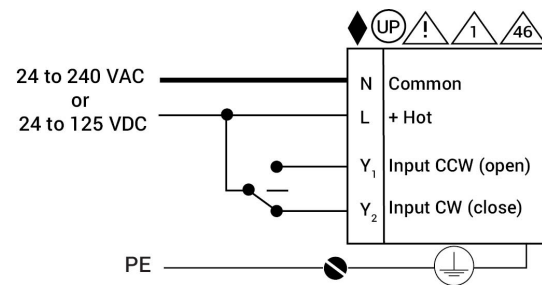 UP ! 1 46
24 to 240 VAC
or
24 to 125 VDC
N Common
L + Hot
Y₁ Input CCW (open)
Y₂ Input CW (close)
PE